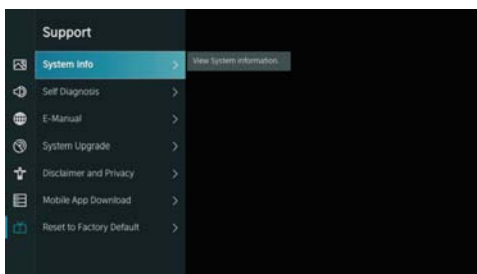 Support
System Info
View System information.
Self Diagnosis
E-Manual
System Upgrade
Disclaimer and Privacy
Mobile App Download
Reset to Factory Default